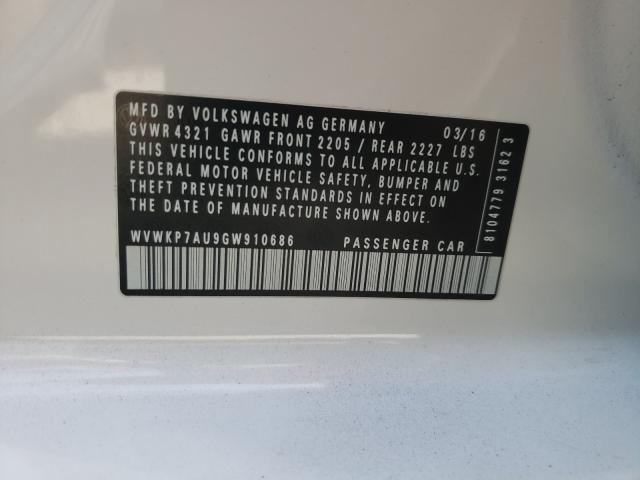 MFD BY VOLKSWAGEN AG GERMANY 03/16
GVWR 4321 GAWR FRONT 2205 / REAR 2227 LBS
THIS VEHICLE CONFORMS TO ALL APPLICABLE U.S.
FEDERAL MOTOR VEHICLE SAFETY, BUMPER AND
THEFT PREVENTION STANDARDS IN EFFECT ON
THE DATE OF MANUFACTURE SHOWN ABOVE.
WVWKP7AU9GW910686 PASSENGER CAR
8104779 3162 3